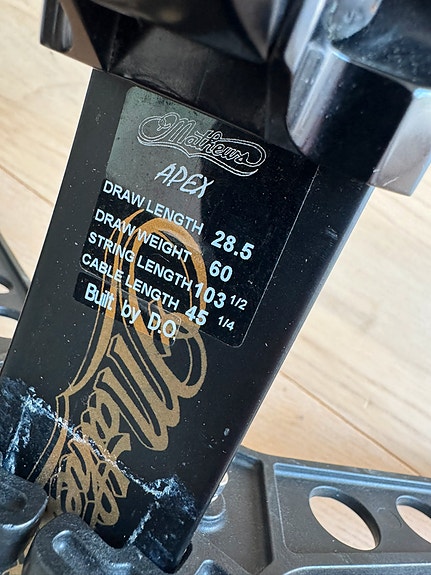 Mathews
APEX
DRAW LENGTH 28.5
DRAW WEIGHT 60
STRING LENGTH 103 1/2
CABLE LENGTH 45 1/4
Built by D.O.
Mathews